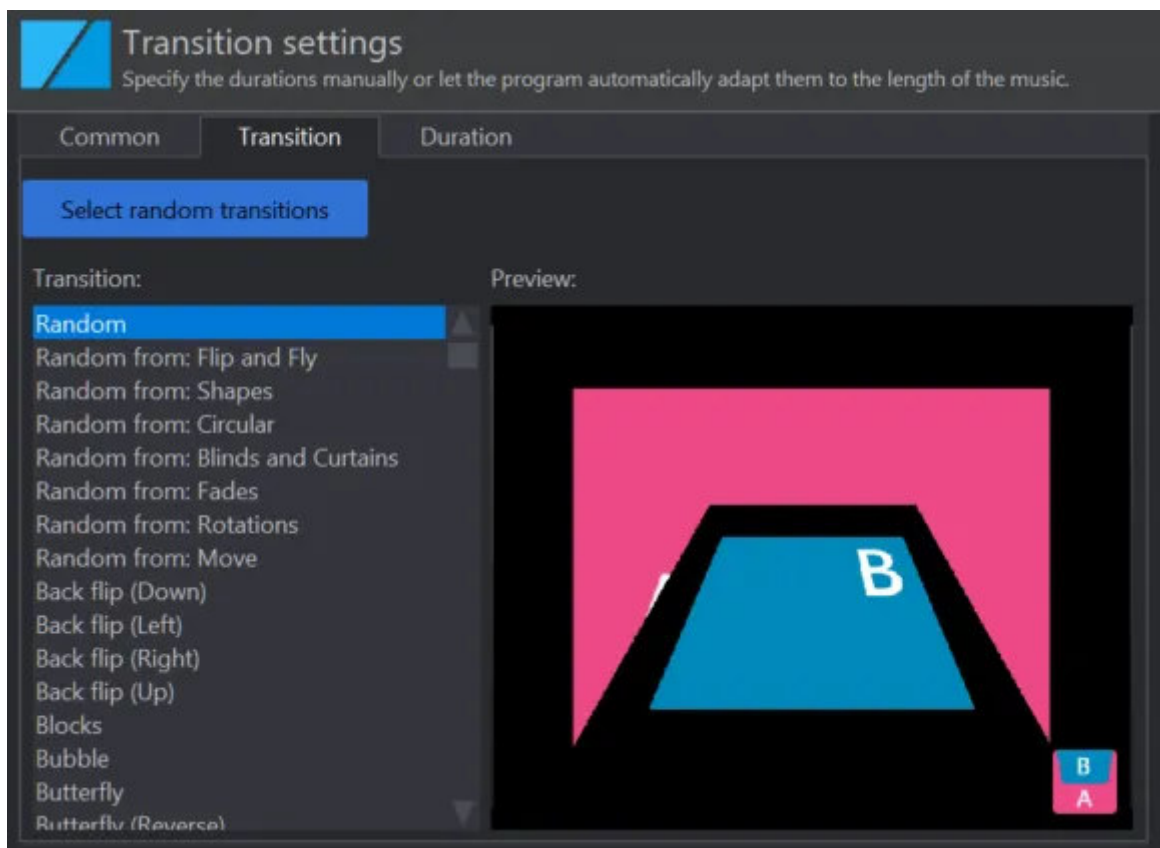 Transition settings
Specify the durations manually or let the program automatically adapt them to the length of the music.
Common Transition Duration
Select random transitions
Transition:
Preview:
Random
Random from: Flip and Fly
Random from: Shapes
Random from: Circular
Random from: Blinds and Curtains
Random from: Fades
Random from: Rotations
Random from: Move
Back flip (Down)
Back flip (Left)
Back flip (Right)
Back flip (Up)
Blocks
Bubble
Butterfly
Butterfly (Reverse)
B
B
A